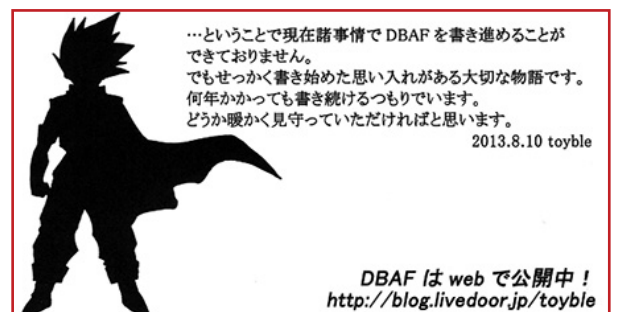 …ということで現在諸事情で DBAF を書き進めることが
できておりません。
でもせっかく書き始めた思い入れがある大切な物語です。
何年かかっても書き続けるつもりでいます。
どうか暖かく見守っていただければと思います。
2013.8.10 toyble
DBAF は web で公開中！
http://blog.livedoor.jp/toyble